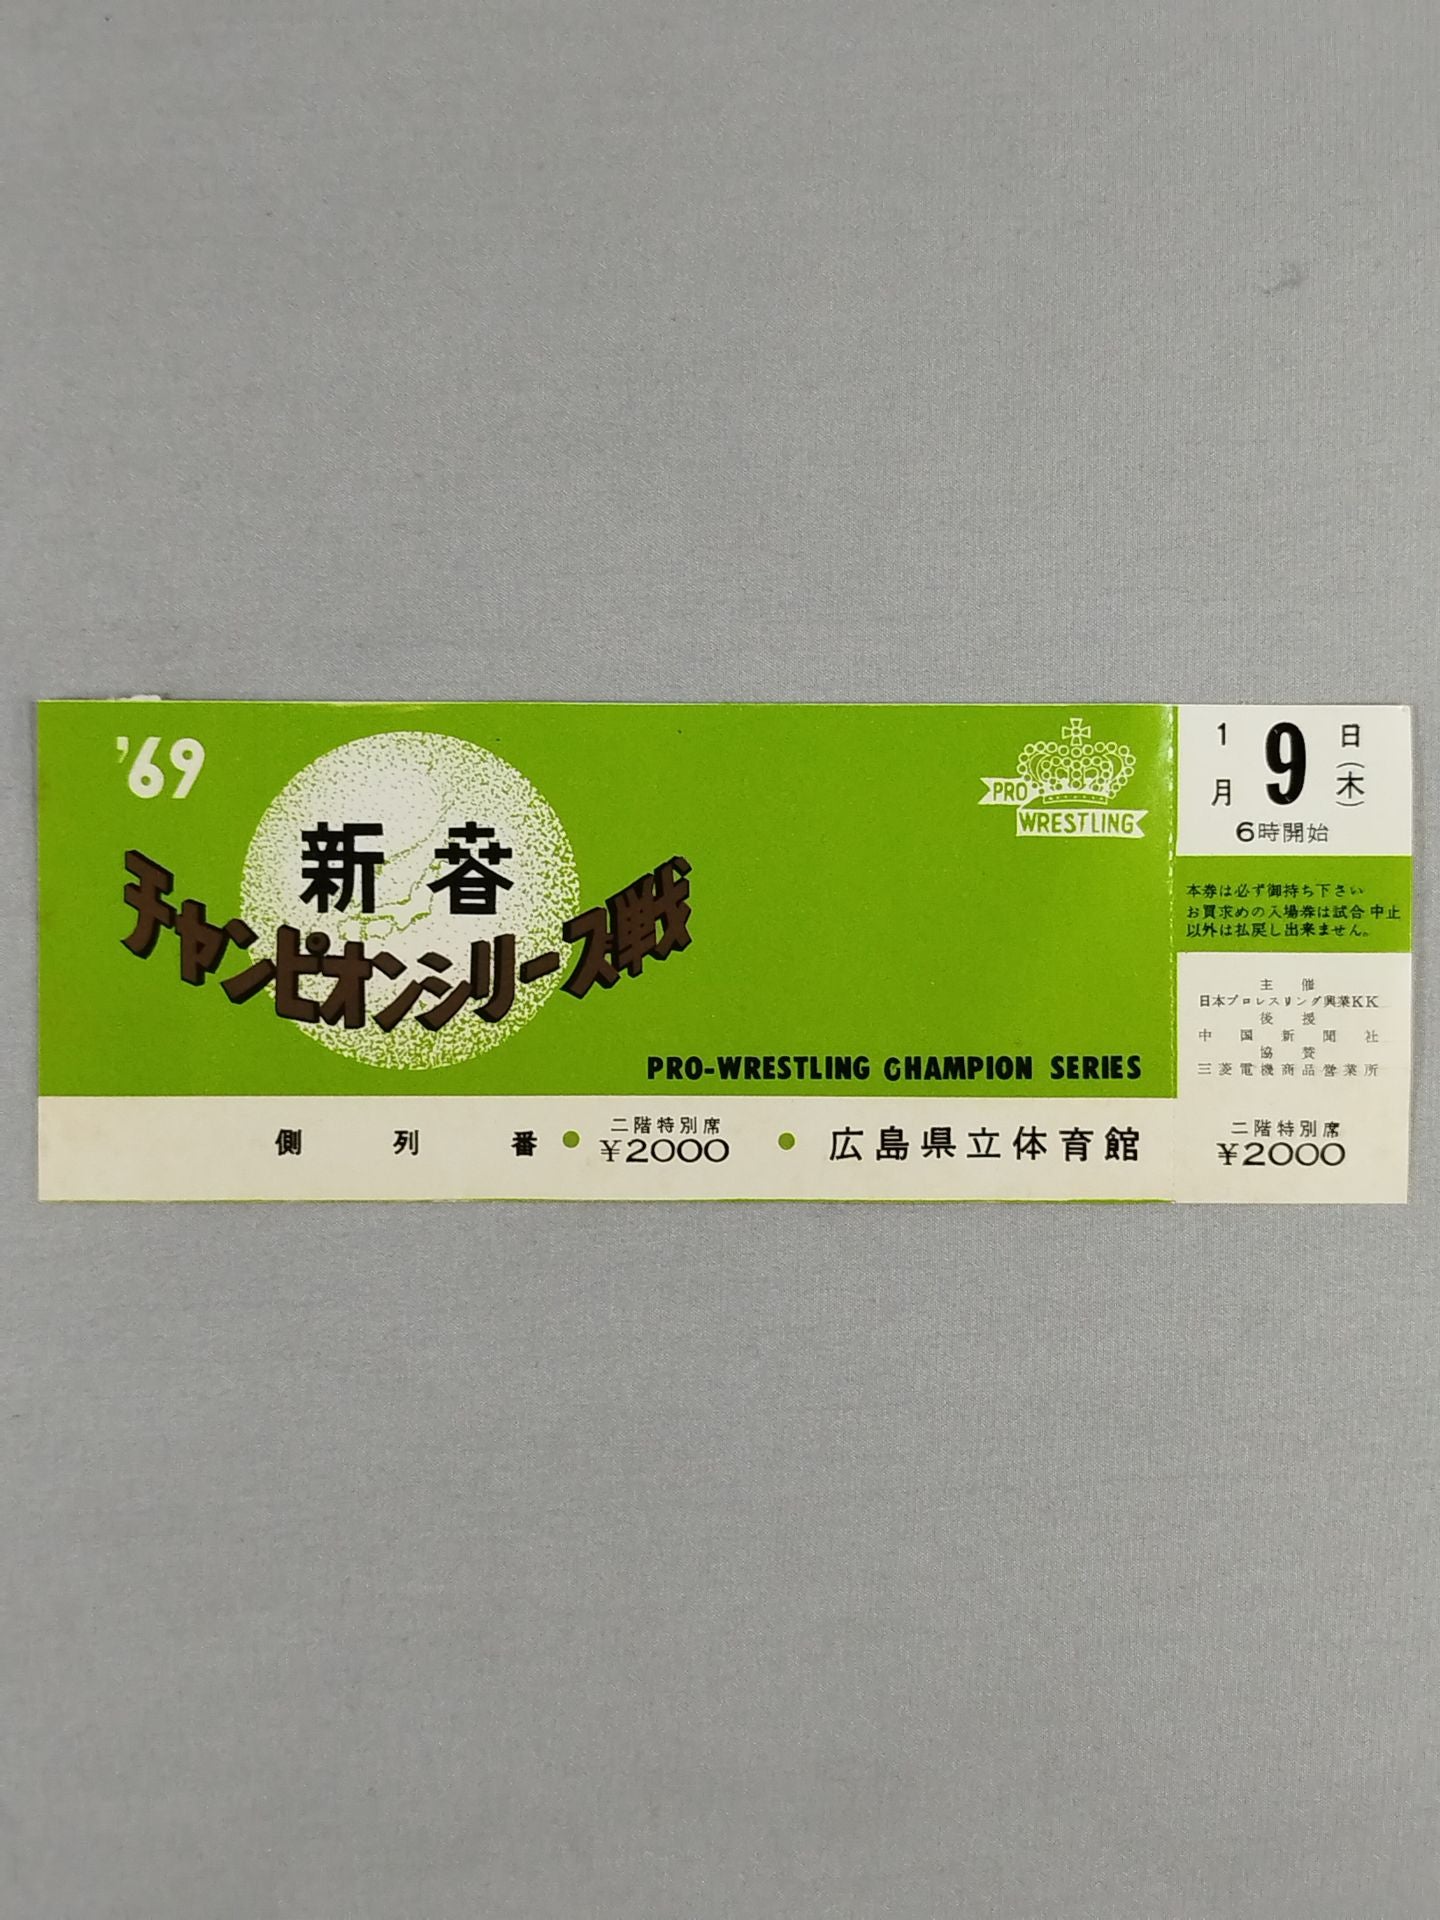 '69
新春
チャンピオンシリーズ戦
PRO
WRESTLING
PRO-WRESTLING CHAMPION SERIES
側 列 番 ● 二階特別席 ¥2000 ● 広島県立体育館
1月9日(木)
6時開始
本券は必ず御持ち下さい
お買求めの入場券は試合中止
以外は払戻し出来ません。
主催
日本プロレスリング興業KK
後援
中国新聞社
協賛
三菱電機商品営業所
二階特別席
¥2000